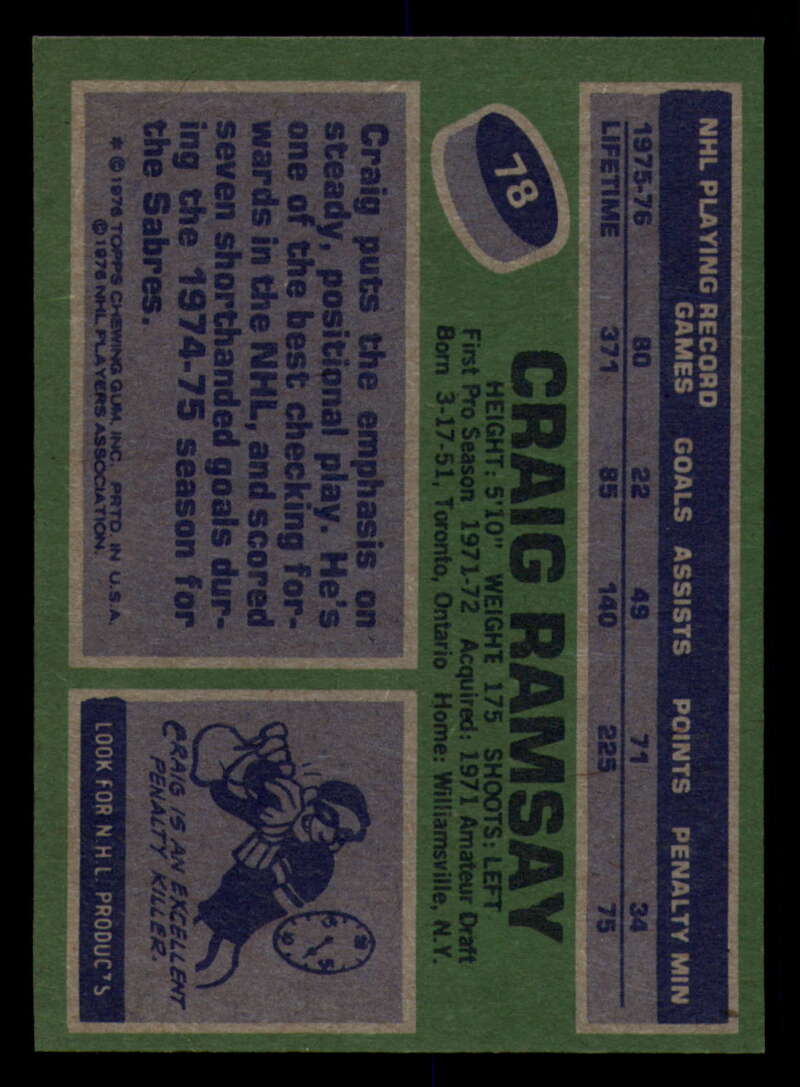 NHL PLAYING RECORD
GAMES GOALS ASSISTS POINTS PENALTY MIN
1975-76 80 22 49 71 34
LIFETIME 371 85 140 225 75
78
CRAIG RAMSAY
HEIGHT: 5'10" WEIGHT 175 SHOOTS: LEFT
First Pro Season 1971-72 Acquired: 1971 Amateur Draft
Born 3-17-51, Toronto, Ontario Home: Williamsville, N.Y.
Craig puts the emphasis on
steady, positional play. He's
one of the best checking for-
wards in the NHL, and scored
seven shorthanded goals dur-
ing the 1974-75 season for
the Sabres.
* © 1976 TOPPS CHEWING GUM, INC. PRTD. IN U.S.A.
© 1976 NHL PLAYERS ASSOCIATION.
CRAIG IS AN EXCELLENT
PENALTY KILLER.
LOOK FOR N.H.L. PRODUC'S